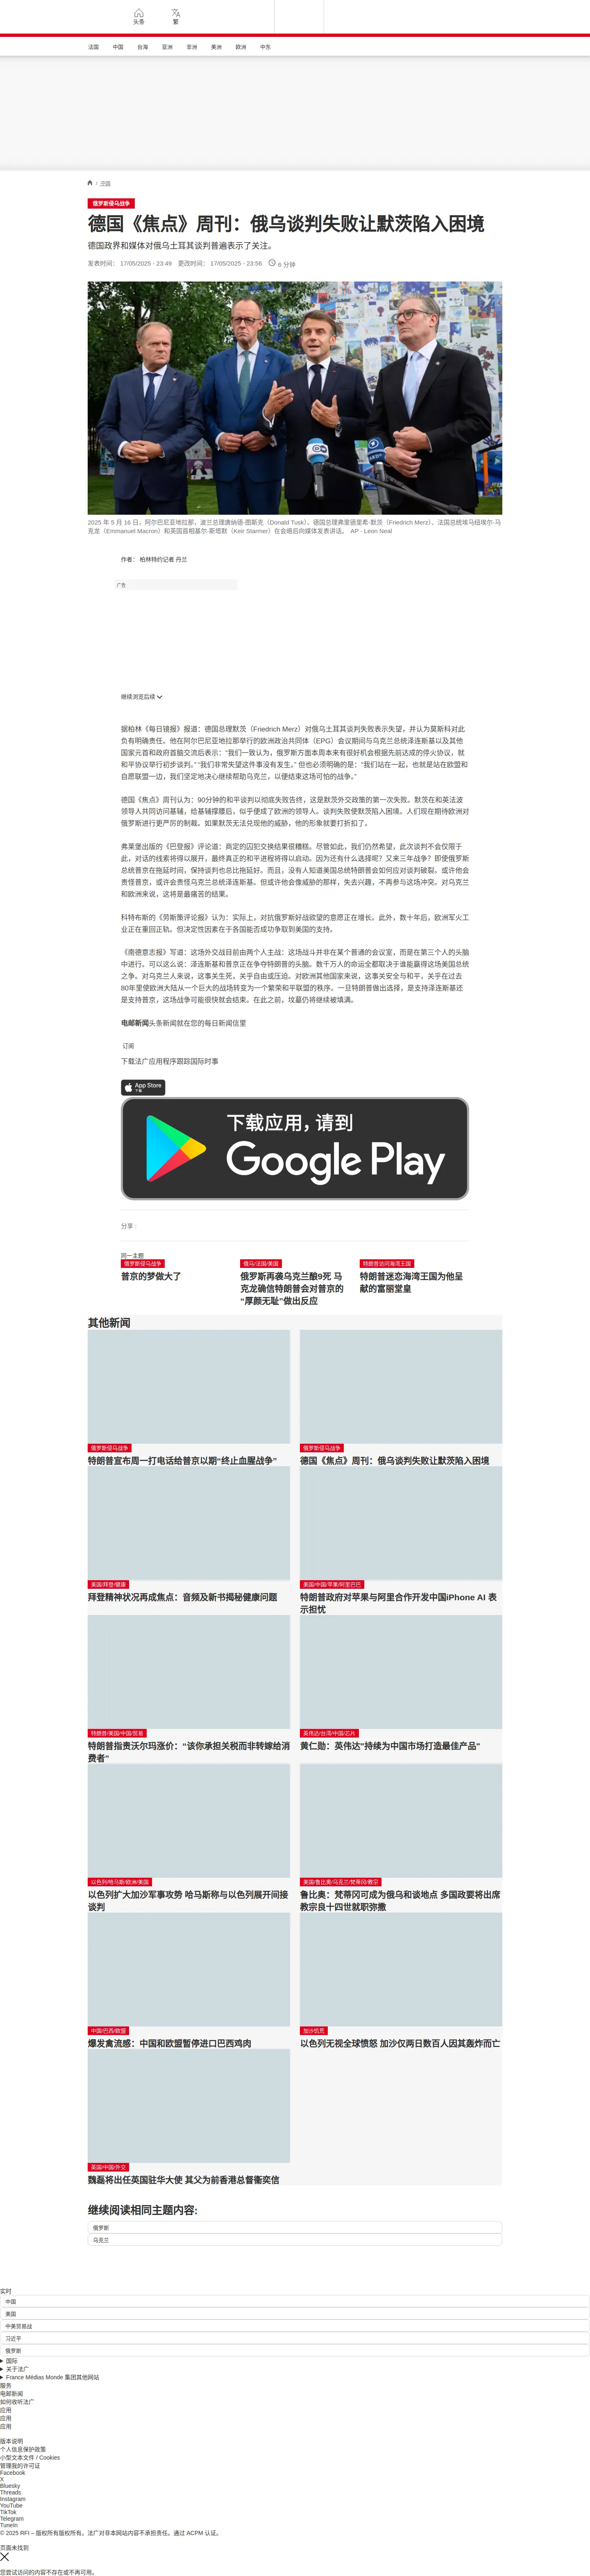 头条
繁
法国 中国 台海 亚洲 非洲 美洲 欧洲 中东
/ 中国
俄罗斯侵乌战争
德国《焦点》周刊：俄乌谈判失败让默茨陷入困境
德国政界和媒体对俄乌土耳其谈判普遍表示了关注。
发表时间： 17/05/2025 - 23:49 更改时间： 17/05/2025 - 23:56 6 分钟
2025 年 5 月 16 日，阿尔巴尼亚地拉那，波兰总理唐纳德-图斯克（Donald Tusk）、德国总理弗里德里希-默茨（Friedrich Merz）、法国总统埃马纽埃尔-马
克龙（Emmanuel Macron）和英国首相基尔-斯塔默（Keir Starmer）在会晤后向媒体发表讲话。 AP - Leon Neal
作者： 柏林特约记者 丹兰
广告
继续浏览后续
据柏林《每日镜报》报道：德国总理默茨（Friedrich Merz）对俄乌土耳其谈判失败表示失望，并认为莫斯科对此
负有明确责任。他在阿尔巴尼亚地拉那举行的欧洲政治共同体（EPG）会议期间与乌克兰总统泽连斯基以及其他
国家元首和政府首脑交流后表示：“我们一致认为，俄罗斯方面本周本来有很好机会根据先前达成的停火协议，就
和平协议举行初步谈判。” “我们非常失望这件事没有发生。” 但也必须明确的是：“我们站在一起，也就是站在欧盟和
自愿联盟一边，我们坚定地决心继续帮助乌克兰，以便结束这场可怕的战争。”
德国《焦点》周刊认为：90分钟的和平谈判以彻底失败告终，这是默茨外交政策的第一次失败。默茨在和英法波
领导人共同访问基辅，给基辅撑腰后，似乎便成了欧洲的领导人。谈判失败使默茨陷入困境。人们现在期待欧洲对
俄罗斯进行更严厉的制裁。如果默茨无法兑现他的威胁，他的形象就要打折扣了。
弗莱堡出版的《巴登报》评论道：商定的囚犯交换结果很糟糕。尽管如此，我们仍然希望，此次谈判不会仅限于
此，对话的线索将得以展开，最终真正的和平进程将得以启动。因为还有什么选择呢？又来三年战争？即使俄罗斯
总统普京在拖延时间，保持谈判也总比拖延好。而且，没有人知道美国总统特朗普会如何应对谈判破裂。或许他会
责怪普京，或许会责怪乌克兰总统泽连斯基。但或许他会像威胁的那样，失去兴趣，不再参与这场冲突。对乌克兰
和欧洲来说，这将是最痛苦的结果。
科特布斯的《劳斯策评论报》认为：实际上，对抗俄罗斯好战欲望的意愿正在增长。此外，数十年后，欧洲军火工
业正在重回正轨。但决定性因素在于各国能否成功争取到美国的支持。
《南德意志报》写道：这场外交战目前由两个人主战：这场战斗并非在某个普通的会议室，而是在第三个人的头脑
中进行。可以这么说：泽连斯基和普京正在争夺特朗普的头脑。数千万人的命运全都取决于谁能赢得这场美国总统
之争。对乌克兰人来说，这事关生死，关乎自由或压迫。对欧洲其他国家来说，这事关安全与和平，关乎在过去
80年里使欧洲大陆从一个巨大的战场转变为一个繁荣和平联盟的秩序。一旦特朗普做出选择，是支持泽连斯基还
是支持普京，这场战争可能很快就会结束。在此之前，坟墓仍将继续被填满。
电邮新闻头条新闻就在您的每日新闻信里
订阅
下载法广应用程序跟踪国际时事
App Store
下载
下载应用，请到
Google Play
分享 :
同一主题
俄罗斯侵乌战争
普京的梦做大了
俄乌/法国/美国
俄罗斯再袭乌克兰酿9死 马
克龙确信特朗普会对普京的
“厚颜无耻”做出反应
特朗普访问海湾王国
特朗普迷恋海湾王国为他呈
献的富丽堂皇
其他新闻
俄罗斯侵乌战争
特朗普宣布周一打电话给普京以期“终止血腥战争”
俄罗斯侵乌战争
德国《焦点》周刊：俄乌谈判失败让默茨陷入困境
美国/拜登/健康
拜登精神状况再成焦点：音频及新书揭秘健康问题
美国/中国/苹果/阿里巴巴
特朗普政府对苹果与阿里合作开发中国iPhone AI 表
示担忧
特朗普/美国/中国/贸易
特朗普指责沃尔玛涨价：“该你承担关税而非转嫁给消
费者”
英伟达/台湾/中国/芯片
黄仁勋：英伟达"持续为中国市场打造最佳产品"
以色列/哈马斯/欧洲/美国
以色列扩大加沙军事攻势 哈马斯称与以色列展开间接
谈判
美国/鲁比奥/乌克兰/梵蒂冈/教宗
鲁比奥：梵蒂冈可成为俄乌和谈地点 多国政要将出席
教宗良十四世就职弥撒
中国/巴西/欧盟
爆发禽流感：中国和欧盟暂停进口巴西鸡肉
加沙饥荒
以色列无视全球愤怒 加沙仅两日数百人因其轰炸而亡
英国/中国/外交
魏磊将出任英国驻华大使 其父为前香港总督衞奕信
继续阅读相同主题内容:
俄罗斯
乌克兰
实时
中国
美国
中美贸易战
习近平
俄罗斯
国际
关于法广
France Médias Monde 集团其他网站
服务
电邮新闻
如何收听法广
应用
应用
应用
版本说明
个人信息保护政策
小型文本文件 / Cookies
管理我的许可证
Facebook
X
Bluesky
Threads
Instagram
YouTube
TikTok
Telegram
TuneIn
© 2025 RFI – 版权所有版权所有。法广对非本网站内容不承担责任。通过 ACPM 认证。
页面未找到
您尝试访问的内容不存在或不再可用。